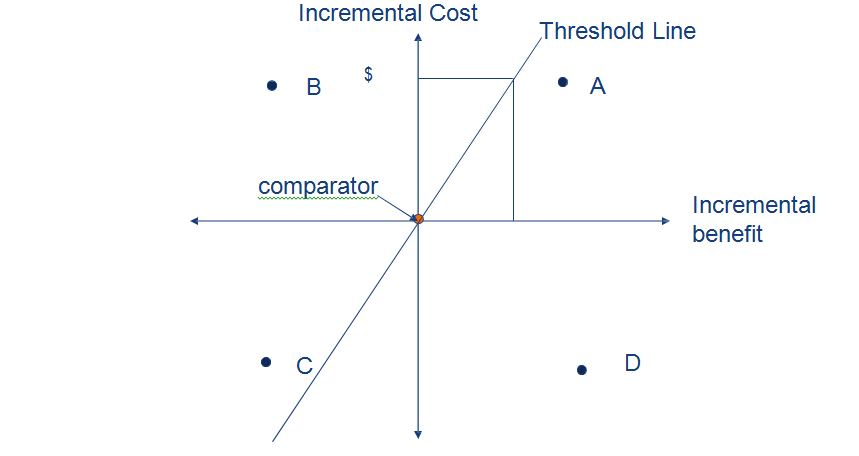 Incremental Cost
Threshold Line
$
B
A
comparator
Incremental
benefit
C
D